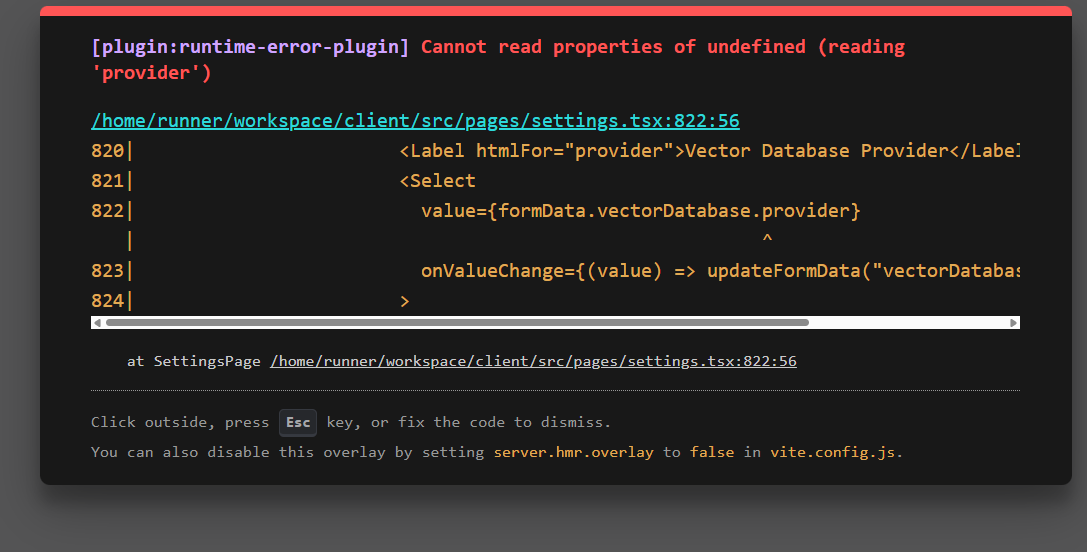 [plugin:runtime-error-plugin] Cannot read properties of undefined (reading
'provider')
/home/runner/workspace/client/src/pages/settings.tsx:822:56
820| <Label htmlFor="provider">Vector Database Provider</Label
821| <Select
822| value={formData.vectorDatabase.provider}
| ^
823| onValueChange={(value) => updateFormData("vectorDatabas
824| >
at SettingsPage /home/runner/workspace/client/src/pages/settings.tsx:822:56
Click outside, press Esc key, or fix the code to dismiss.
You can also disable this overlay by setting server.hmr.overlay to false in vite.config.js.